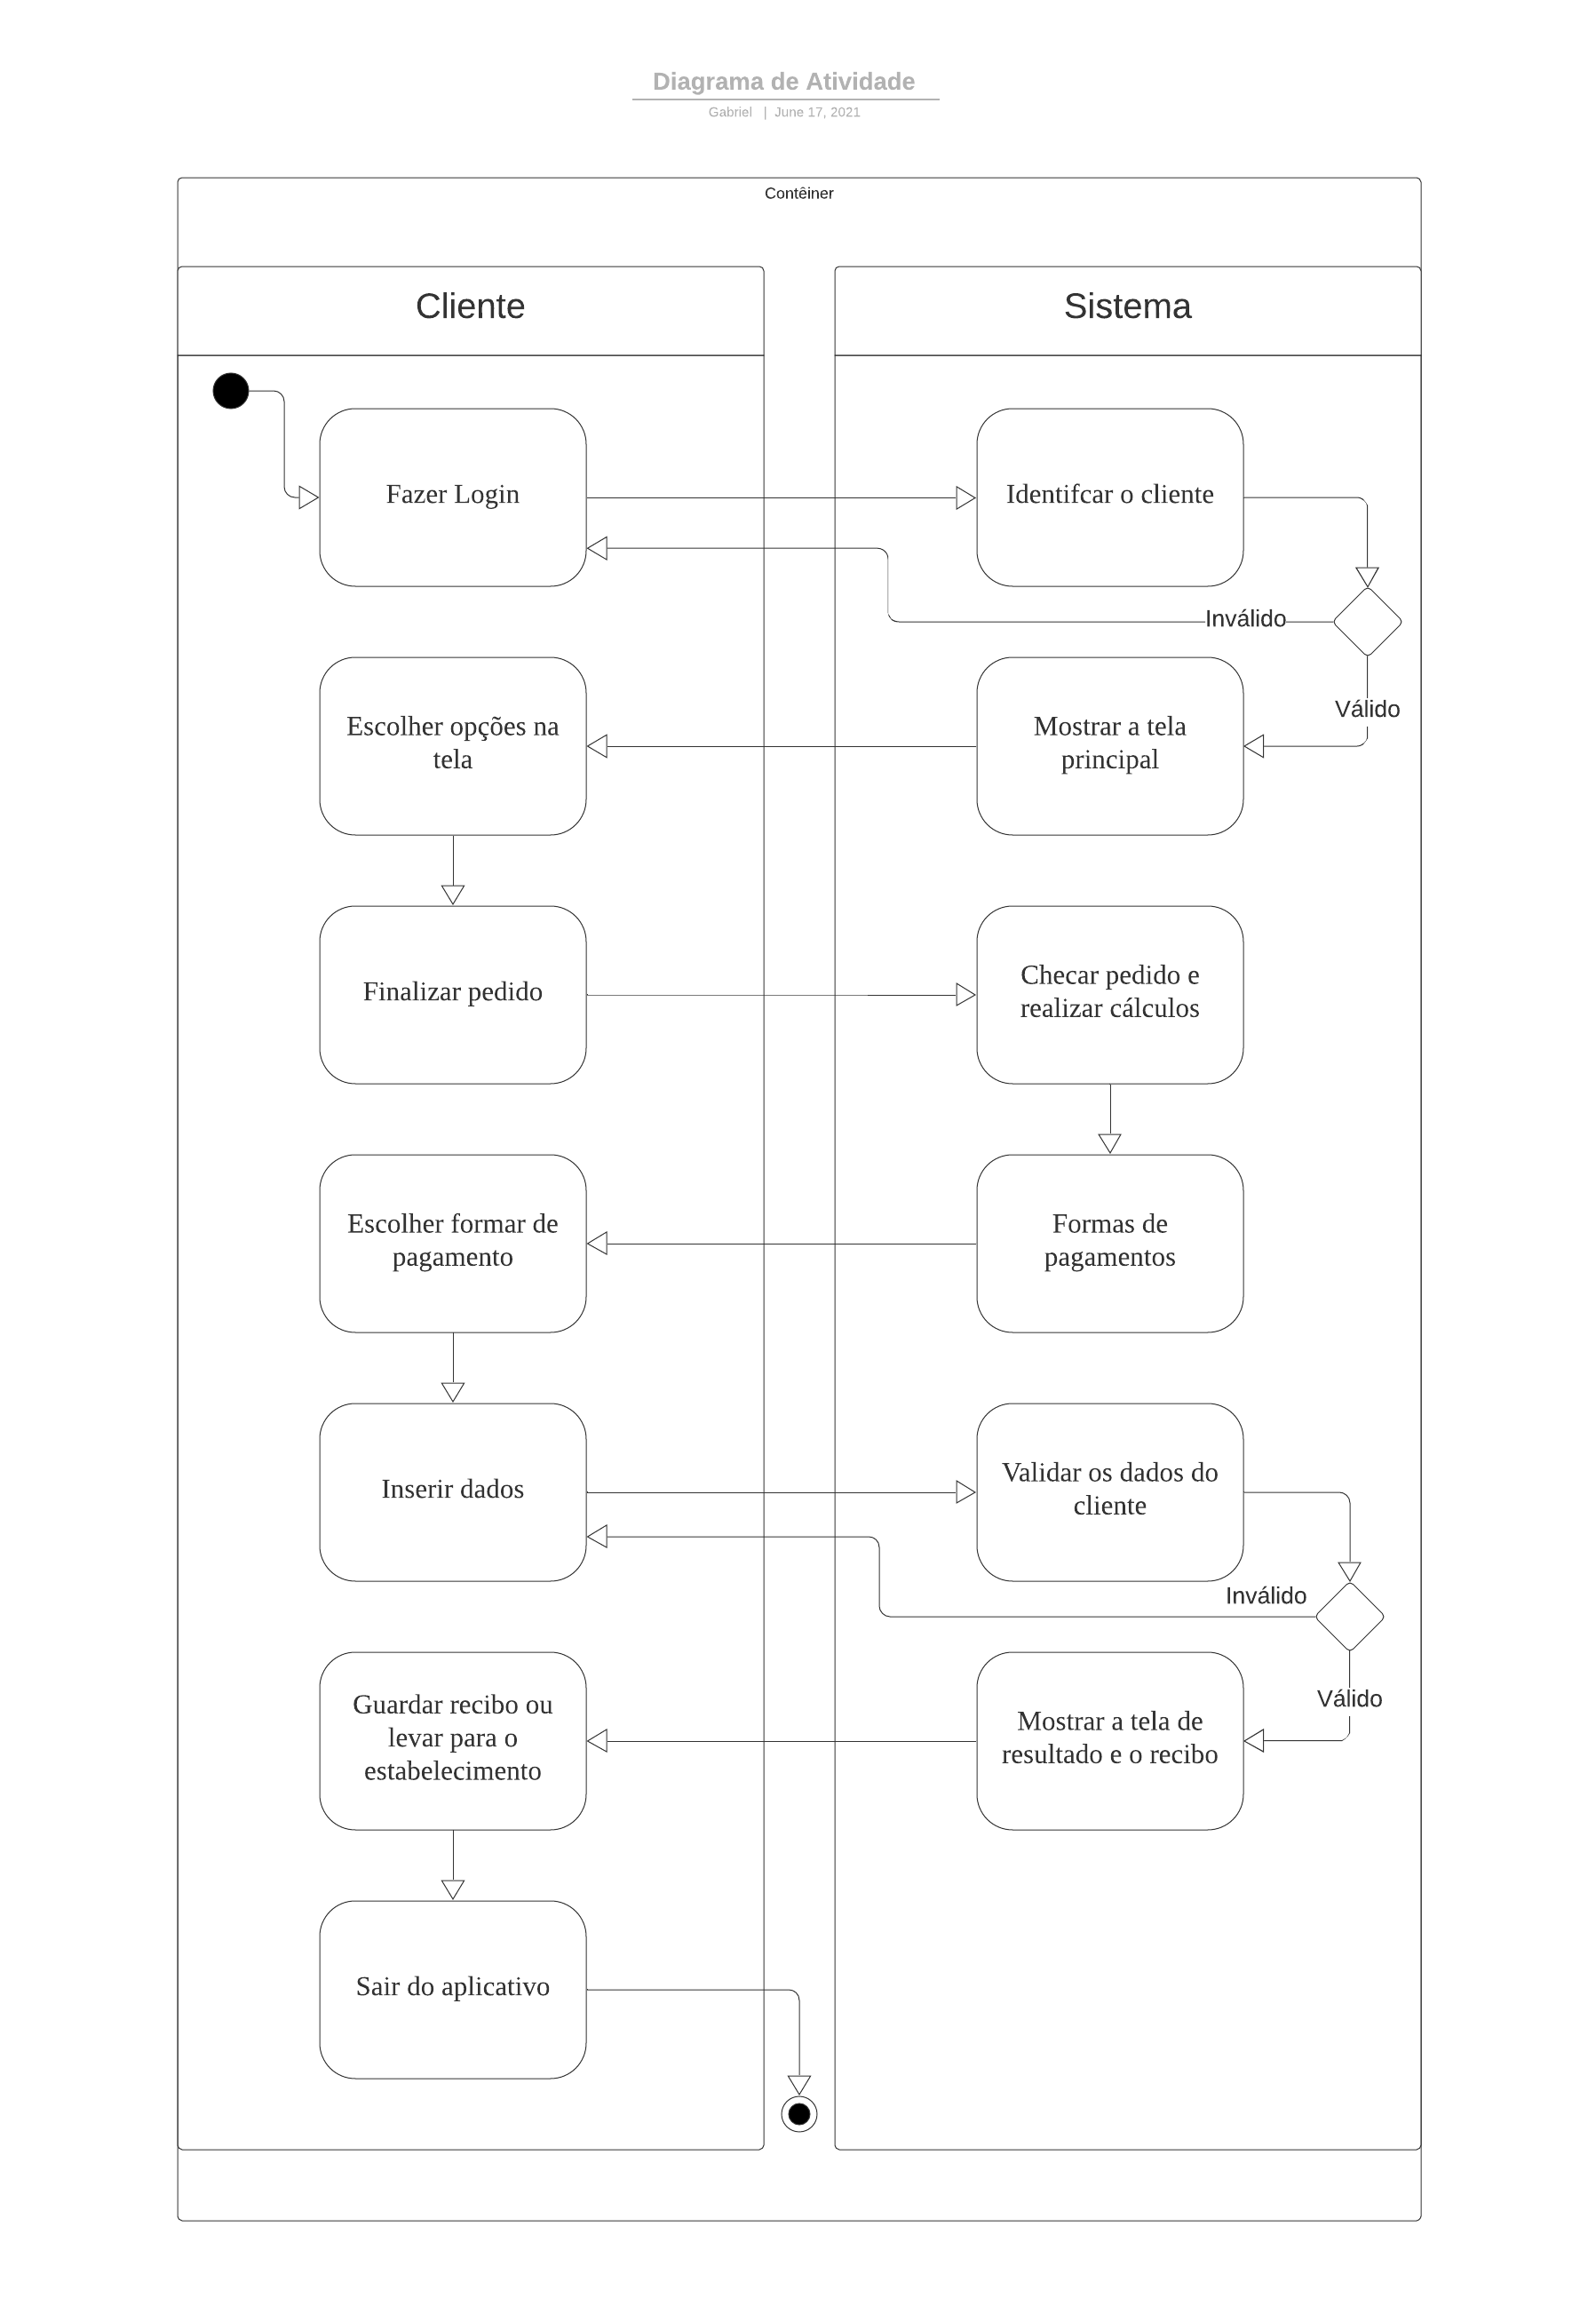 Diagrama de Atividade
Gabriel | June 17, 2021
Contêiner
Cliente
Sistema
Fazer Login
Identifcar o cliente
Inválido
Válido
Escolher opções na
tela
Mostrar a tela
principal
Finalizar pedido
Checar pedido e
realizar cálculos
Escolher formar de
pagamento
Formas de
pagamentos
Inserir dados
Validar os dados do
cliente
Inválido
Válido
Guardar recibo ou
levar para o
estabelecimento
Mostrar a tela de
resultado e o recibo
Sair do aplicativo